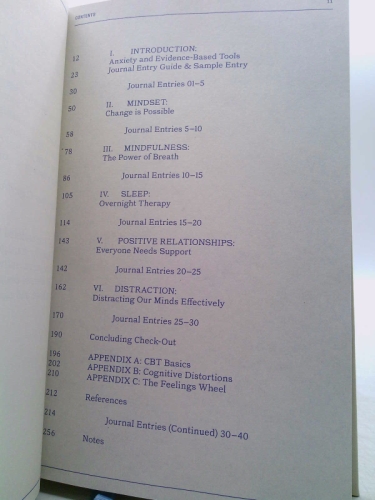 CONTENTS 11
12 I. INTRODUCTION:
Anxiety and Evidence-Based Tools
23 Journal Entry Guide & Sample Entry
30 Journal Entries 01-5
50 II. MINDSET:
Change is Possible
58 Journal Entries 5-10
78 III. MINDFULNESS:
The Power of Breath
86 Journal Entries 10-15
105 IV. SLEEP:
Overnight Therapy
114 Journal Entries 15-20
143 V. POSITIVE RELATIONSHIPS:
Everyone Needs Support
142 Journal Entries 20-25
162 VI. DISTRACTION:
Distracting Our Minds Effectively
170 Journal Entries 25-30
190 Concluding Check-Out
196 APPENDIX A: CBT Basics
202 APPENDIX B: Cognitive Distortions
210 APPENDIX C: The Feelings Wheel
212 References
214 Journal Entries (Continued) 30-40
256 Notes